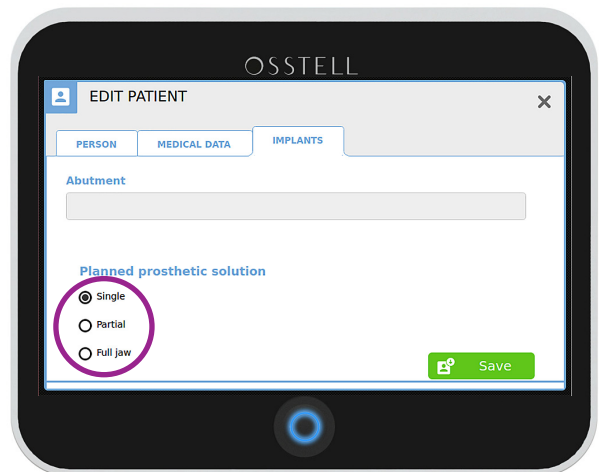 OSSTELL
EDIT PATIENT
PERSON
MEDICAL DATA
IMPLANTS
Abutment
Planned prosthetic solution
Single
Partial
Full jaw
Save